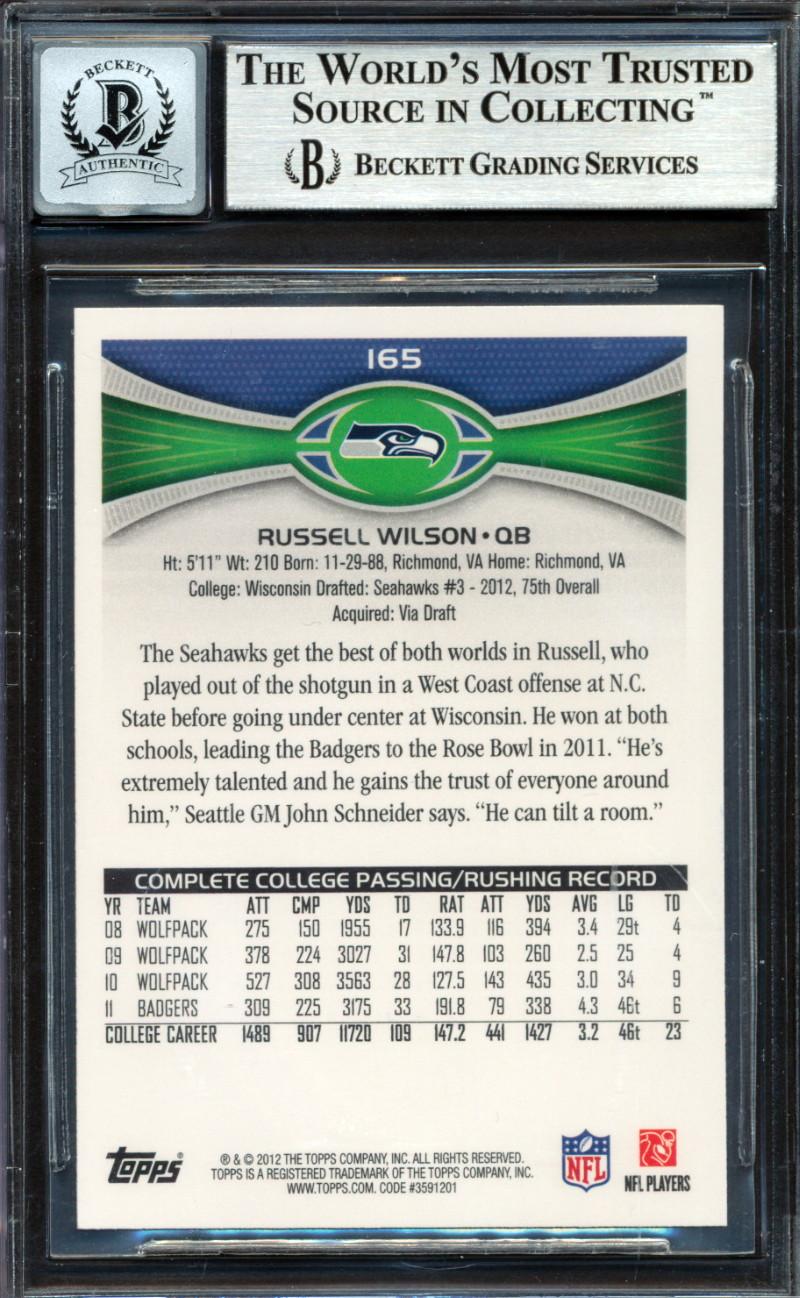 BECKETT
B
AUTHENTIC
THE WORLD'S MOST TRUSTED
SOURCE IN COLLECTING™
B BECKETT GRADING SERVICES
165
RUSSELL WILSON • QB
Ht: 5'11" Wt: 210 Born: 11-29-88, Richmond, VA Home: Richmond, VA
College: Wisconsin Drafted: Seahawks #3 - 2012, 75th Overall
Acquired: Via Draft
The Seahawks get the best of both worlds in Russell, who
played out of the shotgun in a West Coast offense at N.C.
State before going under center at Wisconsin. He won at both
schools, leading the Badgers to the Rose Bowl in 2011. “He's
extremely talented and he gains the trust of everyone around
him,” Seattle GM John Schneider says. “He can tilt a room.”
COMPLETE COLLEGE PASSING/RUSHING RECORD
YR TEAM ATT CMP YDS TD RAT ATT YDS AVG LG TD
08 WOLFPACK 275 150 1955 17 133.9 116 394 3.4 29t 4
09 WOLFPACK 378 224 3027 31 147.8 103 260 2.5 25 4
10 WOLFPACK 527 308 3563 28 127.5 143 435 3.0 34 9
11 BADGERS 309 225 3175 33 191.8 79 338 4.3 46t 6
COLLEGE CAREER 1489 907 11720 109 147.2 441 1427 3.2 46t 23
topps
® & © 2012 THE TOPPS COMPANY, INC. ALL RIGHTS RESERVED.
TOPPS IS A REGISTERED TRADEMARK OF THE TOPPS COMPANY, INC.
WWW.TOPPS.COM. CODE #3591201
NFL
NFL PLAYERS